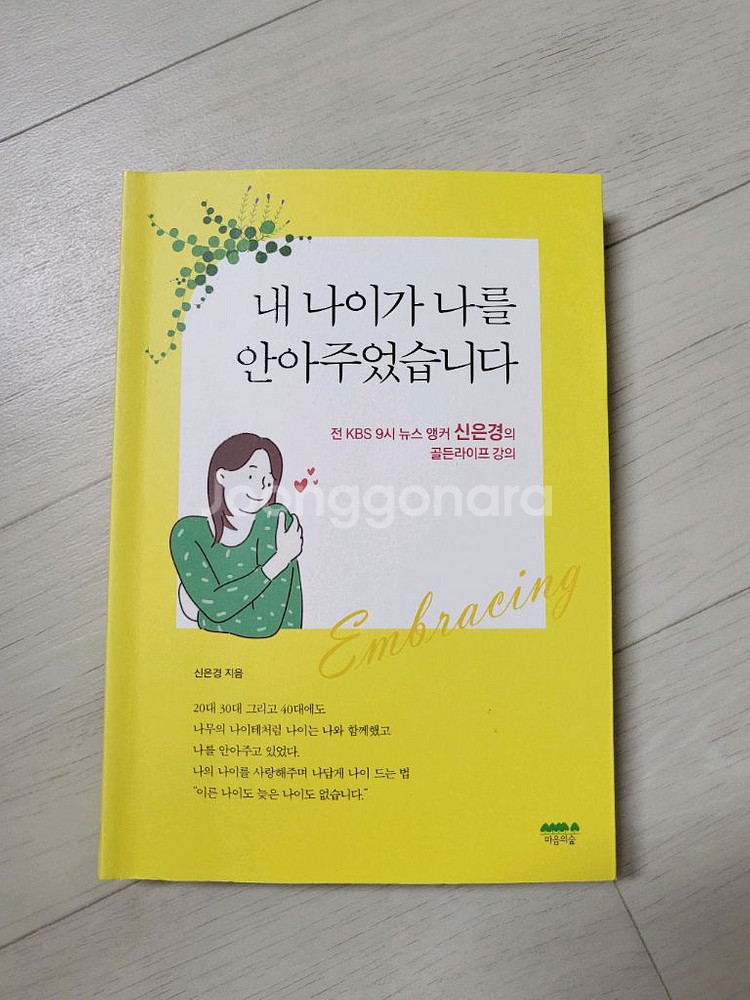 내 나이가 나를
안아주었습니다
전 KBS 9시 뉴스 앵커 신은경의
골든라이프 강의
Joonggonara
Embracing
신은경 지음
20대 30대 그리고 40대에도
나무의 나이테처럼 나이는 나와 함께했고
나를 안아주고 있었다.
나의 나이를 사랑해주며 나답게 나이 드는 법
"이른 나이도 늦은 나이도 없습니다."
마음의숲